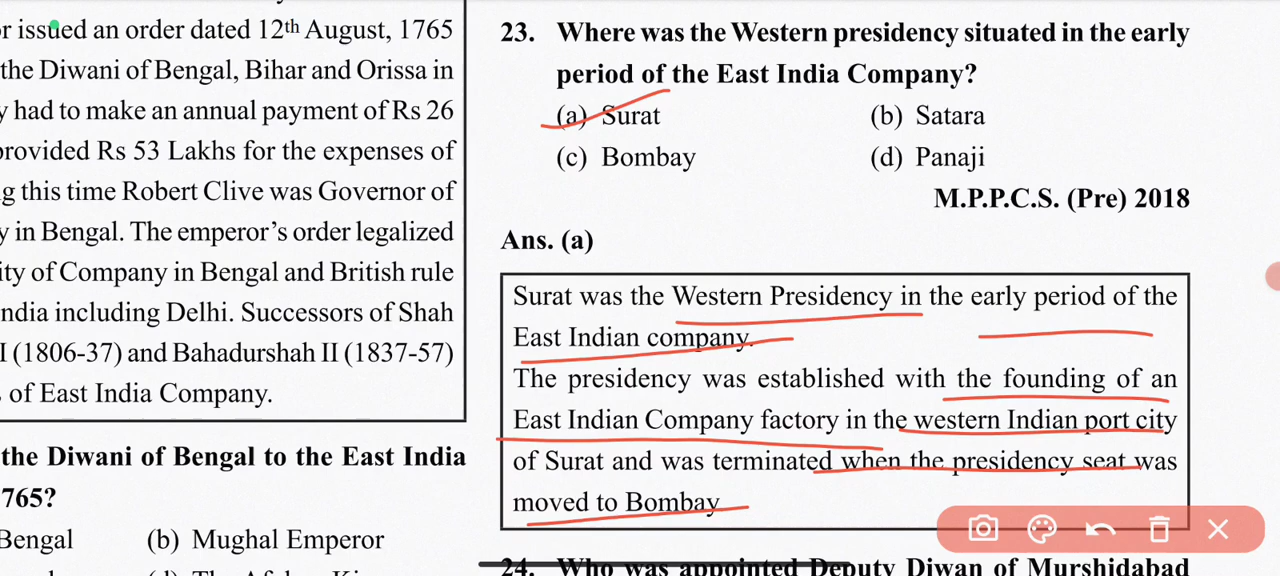 r issued an order dated 12th August, 1765
the Diwani of Bengal, Bihar and Orissa in
y had to make an annual payment of Rs 26
provided Rs 53 Lakhs for the expenses of
g this time Robert Clive was Governor of
y in Bengal. The emperor's order legalized
ity of Company in Bengal and British rule
ndia including Delhi. Successors of Shah
I (1806-37) and Bahadurshah II (1837-57)
of East India Company.
the Diwani of Bengal to the East India
765?
Bengal (b) Mughal Emperor
23. Where was the Western presidency situated in the early
period of the East India Company?
(a) Surat (b) Satara
(c) Bombay (d) Panaji
M.P.P.C.S. (Pre) 2018
Ans. (a)
Surat was the Western Presidency in the early period of the
East Indian company.
The presidency was established with the founding of an
East Indian Company factory in the western Indian port city
of Surat and was terminated when the presidency seat was
moved to Bombay
24. Who was appointed Deputy Diwan of Murshidabad